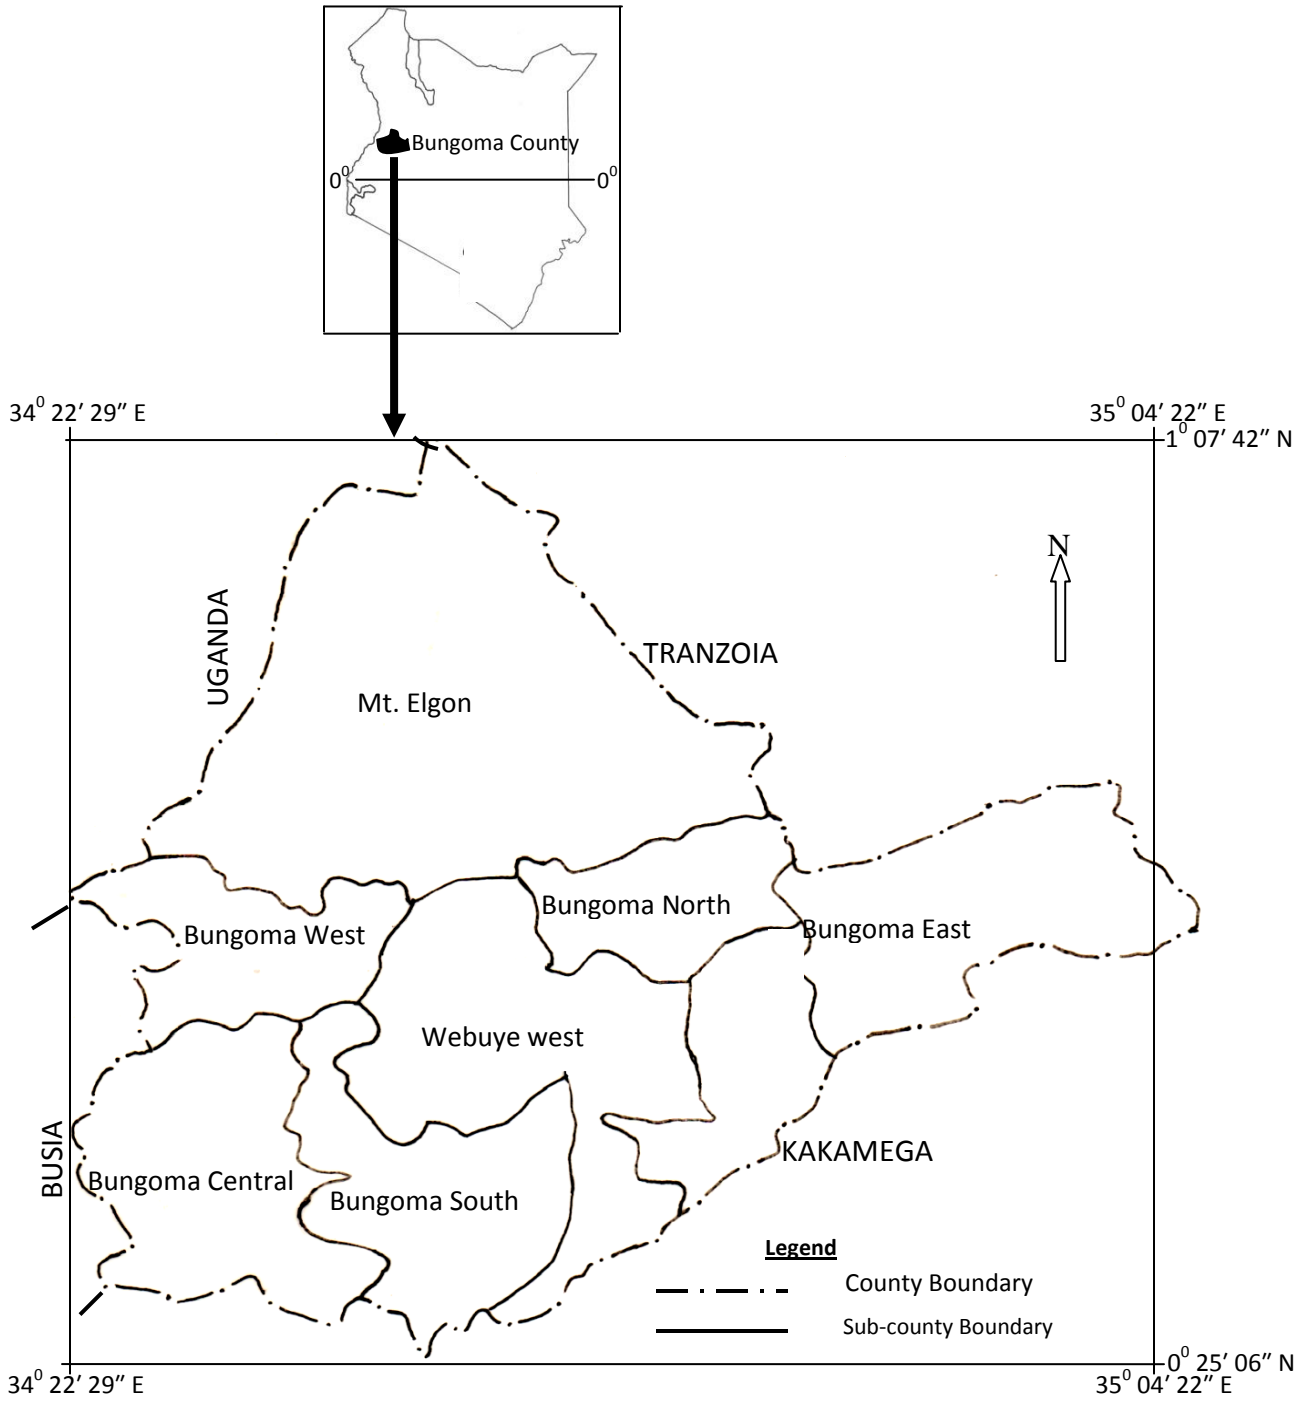 Bungoma County
0⁰ 0⁰
34⁰ 22′ 29″ E 35⁰ 04′ 22″ E
1⁰ 07′ 42″ N
N
UGANDA
TRANZOIA
Mt. Elgon
Bungoma North
Bungoma West
Bungoma East
Webuye west
BUSIA
KAKAMEGA
Bungoma Central
Bungoma South
Legend
County Boundary
Sub-county Boundary
0⁰ 25′ 06″ N
34⁰ 22′ 29″ E 35⁰ 04′ 22″ E